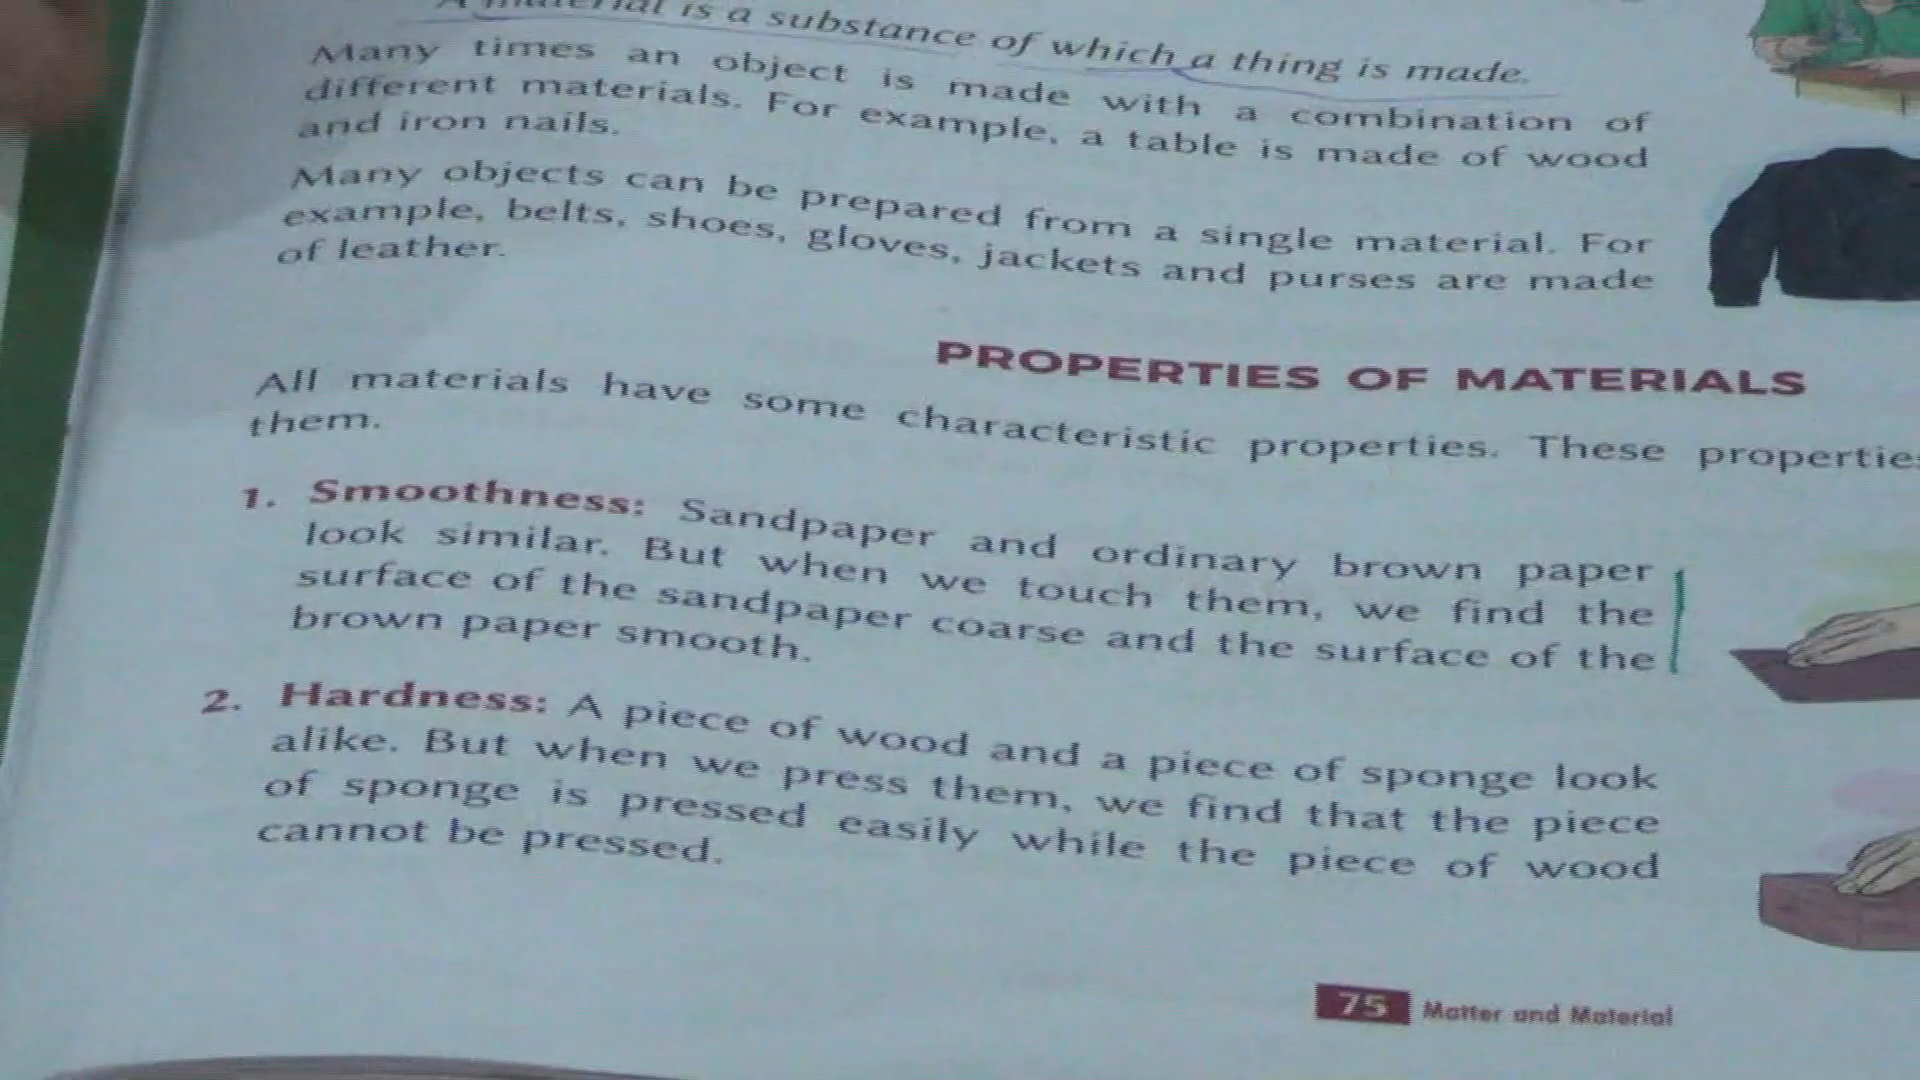 A material is a substance of which a thing is made.
Many times an object is made with a combination of
different materials. For example, a table is made of wood
and iron nails.
Many objects can be prepared from a single material. For
example, belts, shoes, gloves, jackets and purses are made
of leather.
PROPERTIES OF MATERIALS
All materials have some characteristic properties. These
them.
1. Smoothness: Sandpaper and ordinary brown paper
look similar. But when we touch them, we find the
surface of the sandpaper coarse and the surface of the
brown paper smooth.
2. Hardness: A piece of wood and a piece of sponge look
alike. But when we press them, we find that the piece
of sponge is pressed easily while the piece of wood
cannot be pressed.
75 Matter and Material